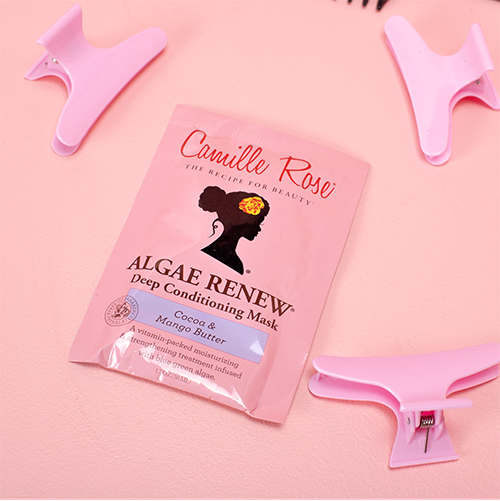 Camille Rose
THE RECIPE FOR BEAUTY
ALGAE RENEW®
Deep Conditioning Mask
Cocoa &
Mango Butter
A vitamin-packed moisturizing
strengthening treatment infused
with blue green algae.